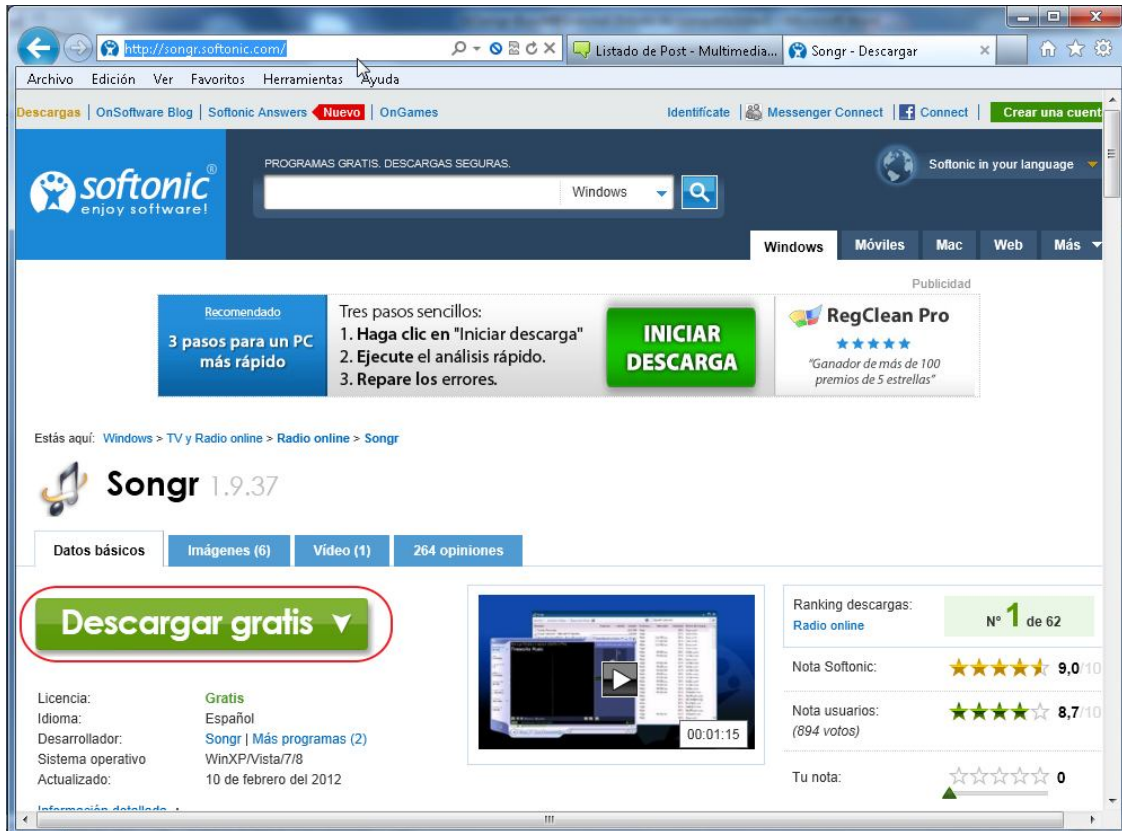 http://songr.softonic.com/
Listado de Post - Multimedia...
Songr - Descargar
Archivo Edición Ver Favoritos Herramientas Ayuda
Descargas | OnSoftware Blog | Softonic Answers Nuevo | OnGames
Identifícate | Messenger Connect | Connect | Crear una cuent
softonic®
enjoy software!
PROGRAMAS GRATIS. DESCARGAS SEGURAS.
Windows
Softonic in your language
Windows Móviles Mac Web Más
Publicidad
Recomendado
3 pasos para un PC
más rápido
Tres pasos sencillos:
1. Haga clic en "Iniciar descarga"
2. Ejecute el análisis rápido.
3. Repare los errores.
INICIAR
DESCARGA
RegClean Pro
"Ganador de más de 100
premios de 5 estrellas"
Estás aquí: Windows > TV y Radio online > Radio online > Songr
Songr 1.9.37
Datos básicos
Imágenes (6)
Vídeo (1)
264 opiniones
Descargar gratis
00:01:15
Ranking descargas:
Radio online
N° 1 de 62
Nota Softonic: 9,0/10
Nota usuarios: 8,7/10
(894 votos)
Tu nota: 0
Licencia: Gratis
Idioma: Español
Desarrollador: Songr | Más programas (2)
Sistema operativo WinXP/Vista/7/8
Actualizado: 10 de febrero del 2012
Información detallada